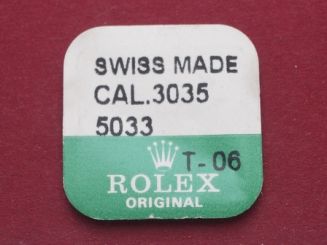 SWISS MADE
CAL.3035
5033
T-06
ROLEX
ORIGINAL